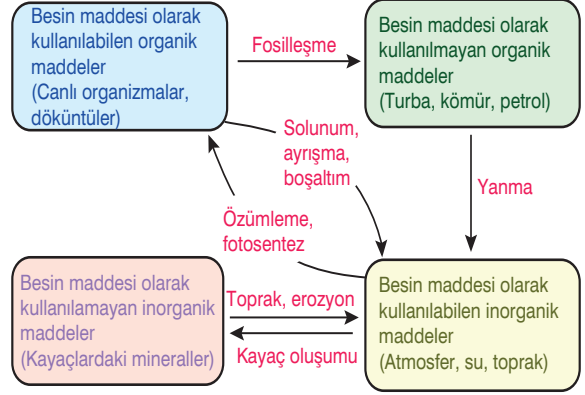 Besin maddesi olarak
kullanılabilen organik
maddeler
(Canlı organizmalar,
döküntüler)
Fosilleşme
Besin maddesi olarak
kullanılmayan organik
maddeler
(Turba, kömür, petrol)
Solunum,
ayrışma,
boşaltım
Yanma
Özümleme,
fotosentez
Besin maddesi olarak
kullanılamayan inorganik
maddeler
(Kayaçlardaki mineraller)
Toprak, erozyon
Kayaç oluşumu
Besin maddesi olarak
kullanılabilen inorganik
maddeler
(Atmosfer, su, toprak)